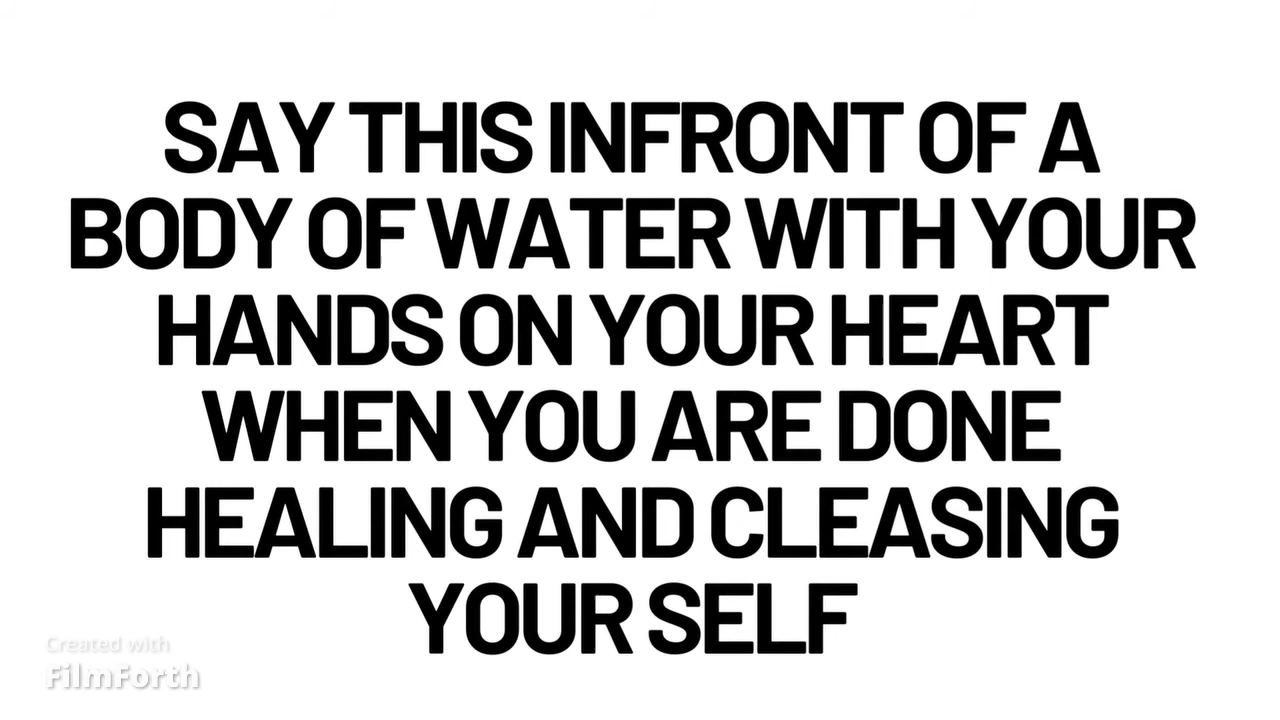 SAY THIS INFRONT OF A
BODY OF WATER WITH YOUR
HANDS ON YOUR HEART
WHEN YOU ARE DONE
HEALING AND CLEASING
YOUR SELF
Created with
FilmForth